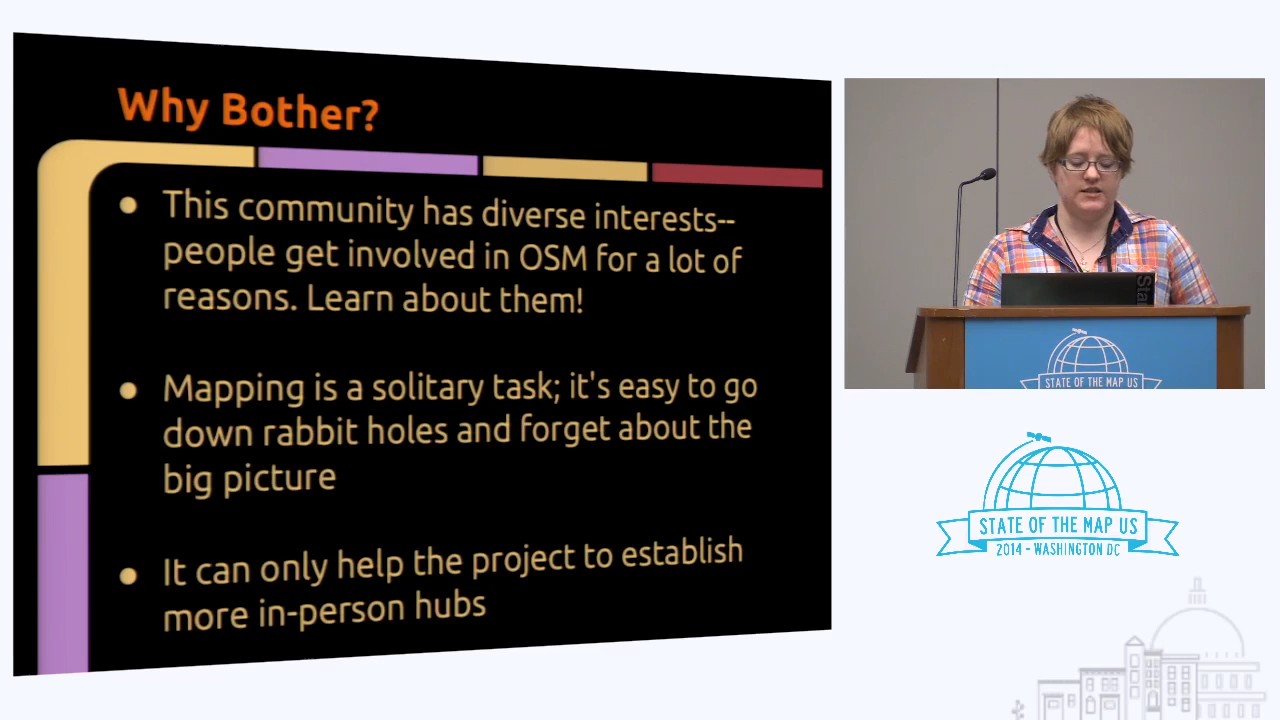 Why Bother?
This community has diverse interests--
people get involved in OSM for a lot of
reasons. Learn about them!
Mapping is a solitary task; it's easy to go
down rabbit holes and forget about the
big picture
It can only help the project to establish
more in-person hubs
Sta
STATE OF THE MAP US
STATE OF THE MAP US
2014 - WASHINGTON DC